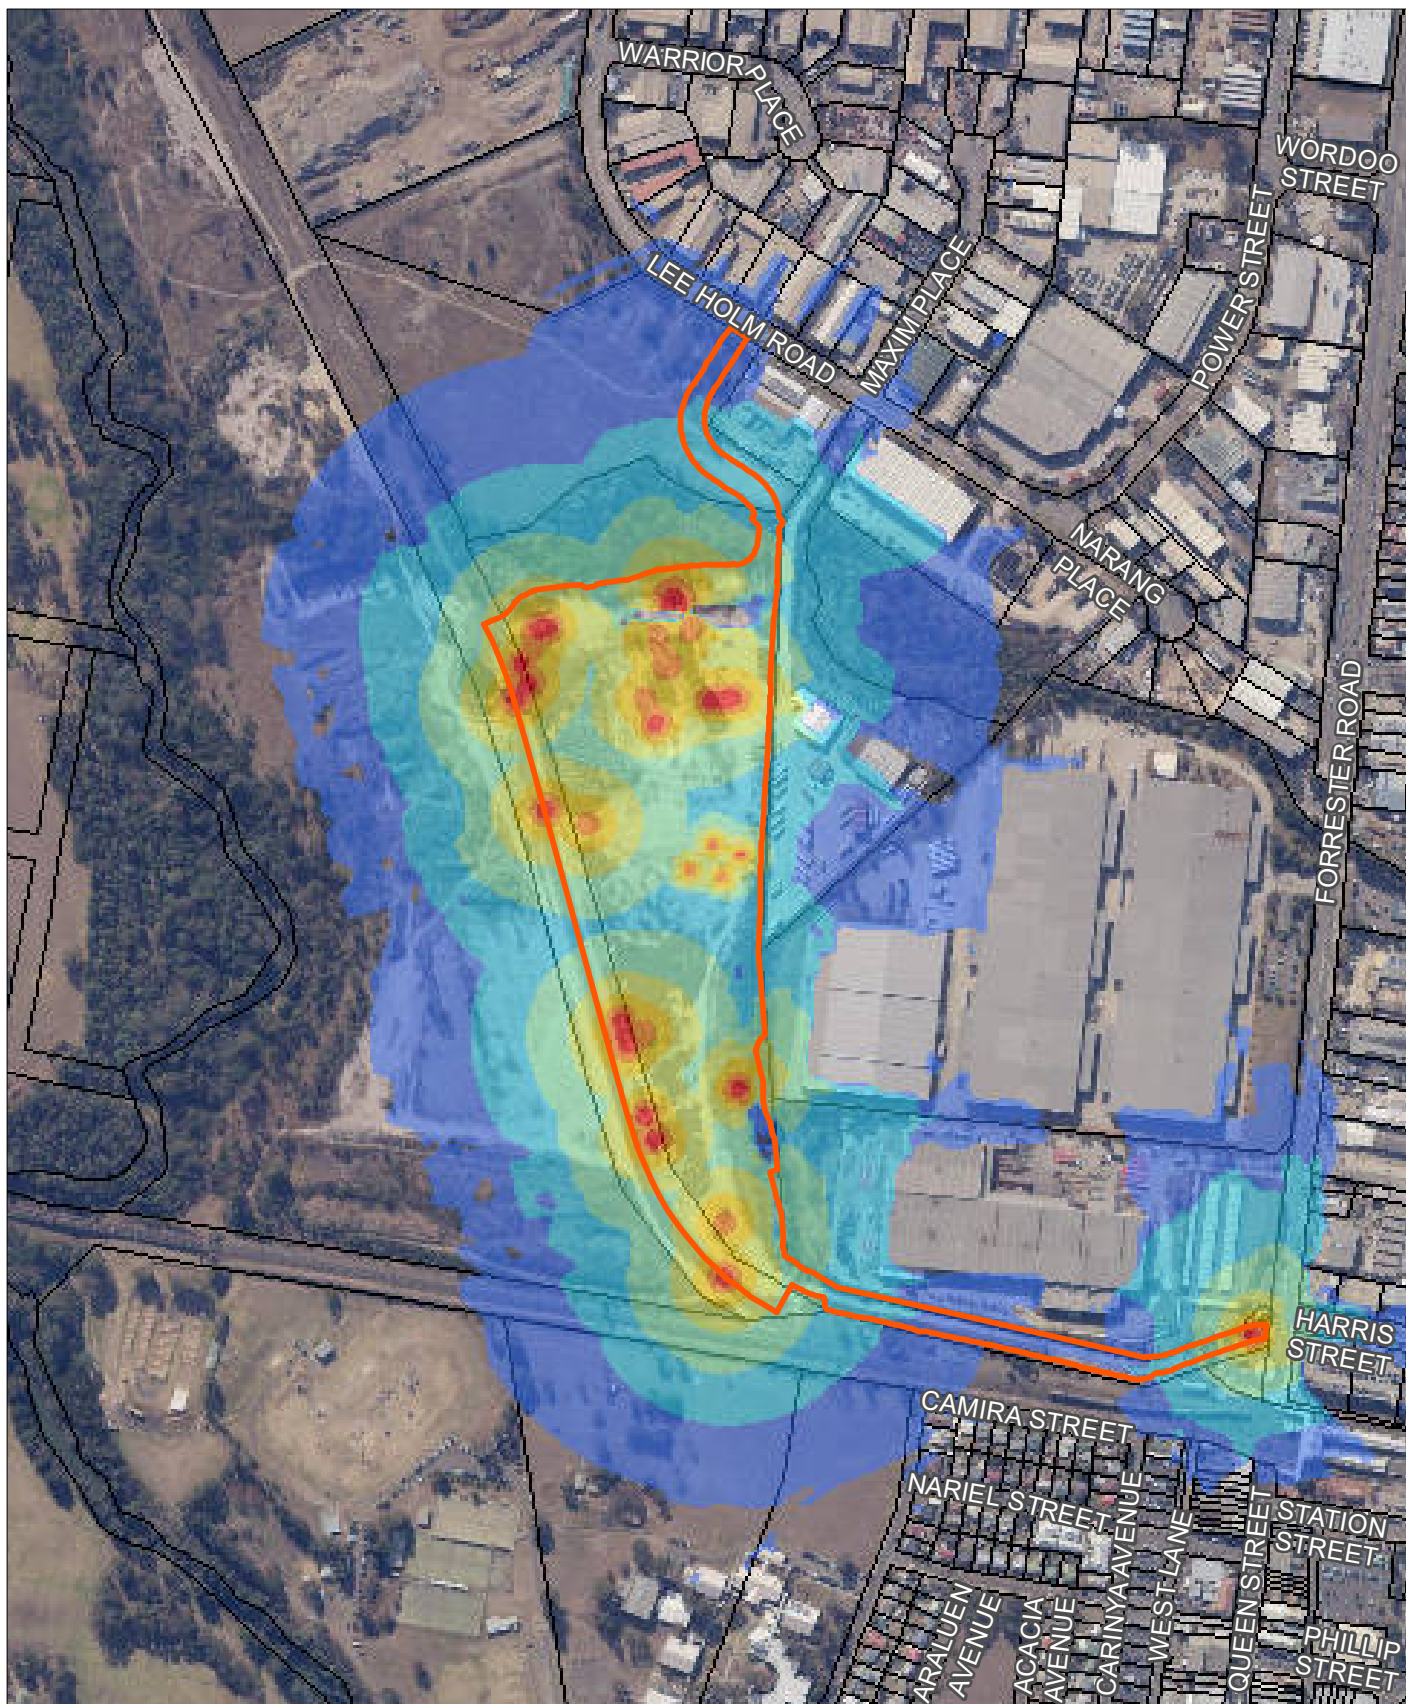 WARRIOR PLACE
WORDOO
STREET
LEE HOLM ROAD
MAXIM PLACE
POWER STREET
NARANG
PLACE
FORRESTER ROAD
HARRIS
STREET
CAMIRA STREET
NARIEL STREET
STATION
STREET
ARALUEN
AVENUE
ACACIA
AVENUE
CARINYA AVENUE
WEST LANE
QUEEN STREET
PHILLIP
STREET